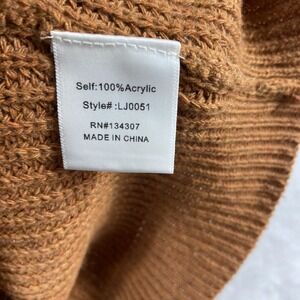 Self:100%Acrylic
Style#:LJ0051
RN#134307
MADE IN CHINA